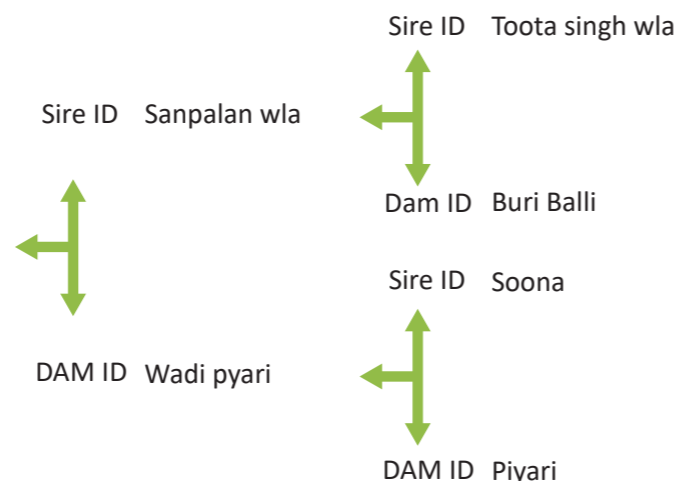 Sire ID Toota singh wla
Sire ID Sanpalan wla
Dam ID Buri Balli
Sire ID Soona
DAM ID Wadi pyari
DAM ID Piyari